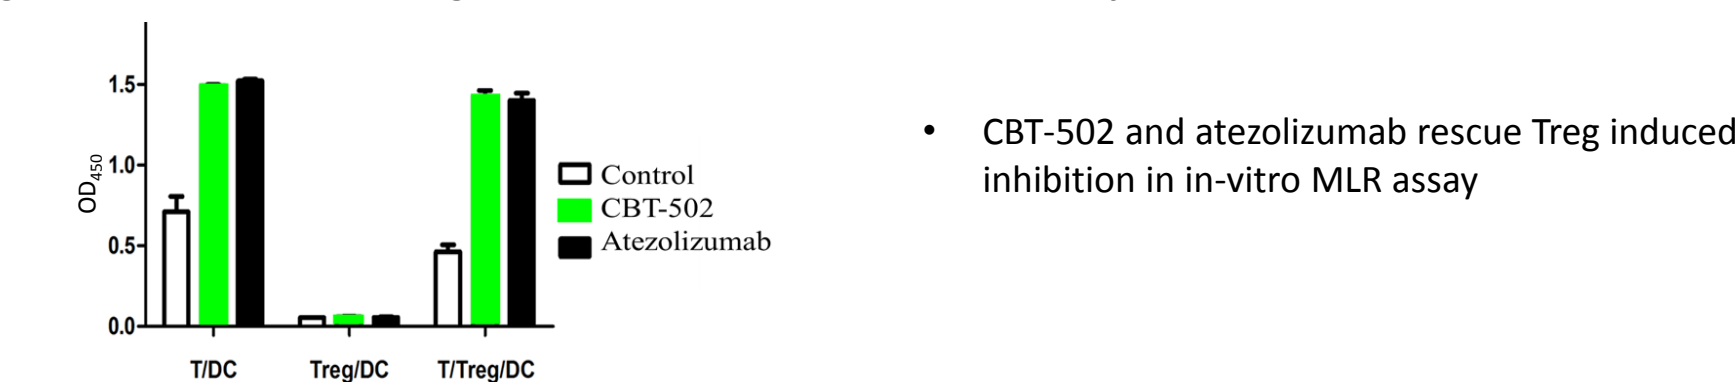 1.5
1.0
0.5
0.0
OD450
T/DC
Treg/DC
T/Treg/DC
Control
CBT-502
Atezolizumab
• CBT-502 and atezolizumab rescue Treg induced
inhibition in in-vitro MLR assay